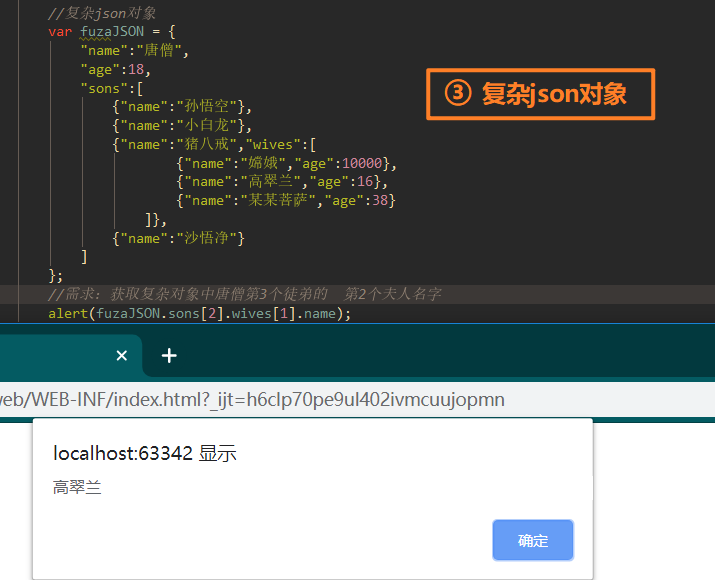 //复杂json对象
var fuzaJSON = {
"name":"唐僧",
"age":18,
"sons":[
{"name":"孙悟空"},
{"name":"小白龙"},
{"name":"猪八戒","wives":[
{"name":"嫦娥","age":10000},
{"name":"高翠兰","age":16},
{"name":"某某菩萨","age":38}
]},
{"name":"沙悟净"}
]
};
//需求：获取复杂对象中唐僧第3个徒弟的  第2个夫人名字
alert(fuzaJSON.sons[2].wives[1].name);
③ 复杂json对象
web/WEB-INF/index.html?_ijt=h6clp70pe9ul402ivmcuujopmn
localhost:63342 显示
高翠兰
确定